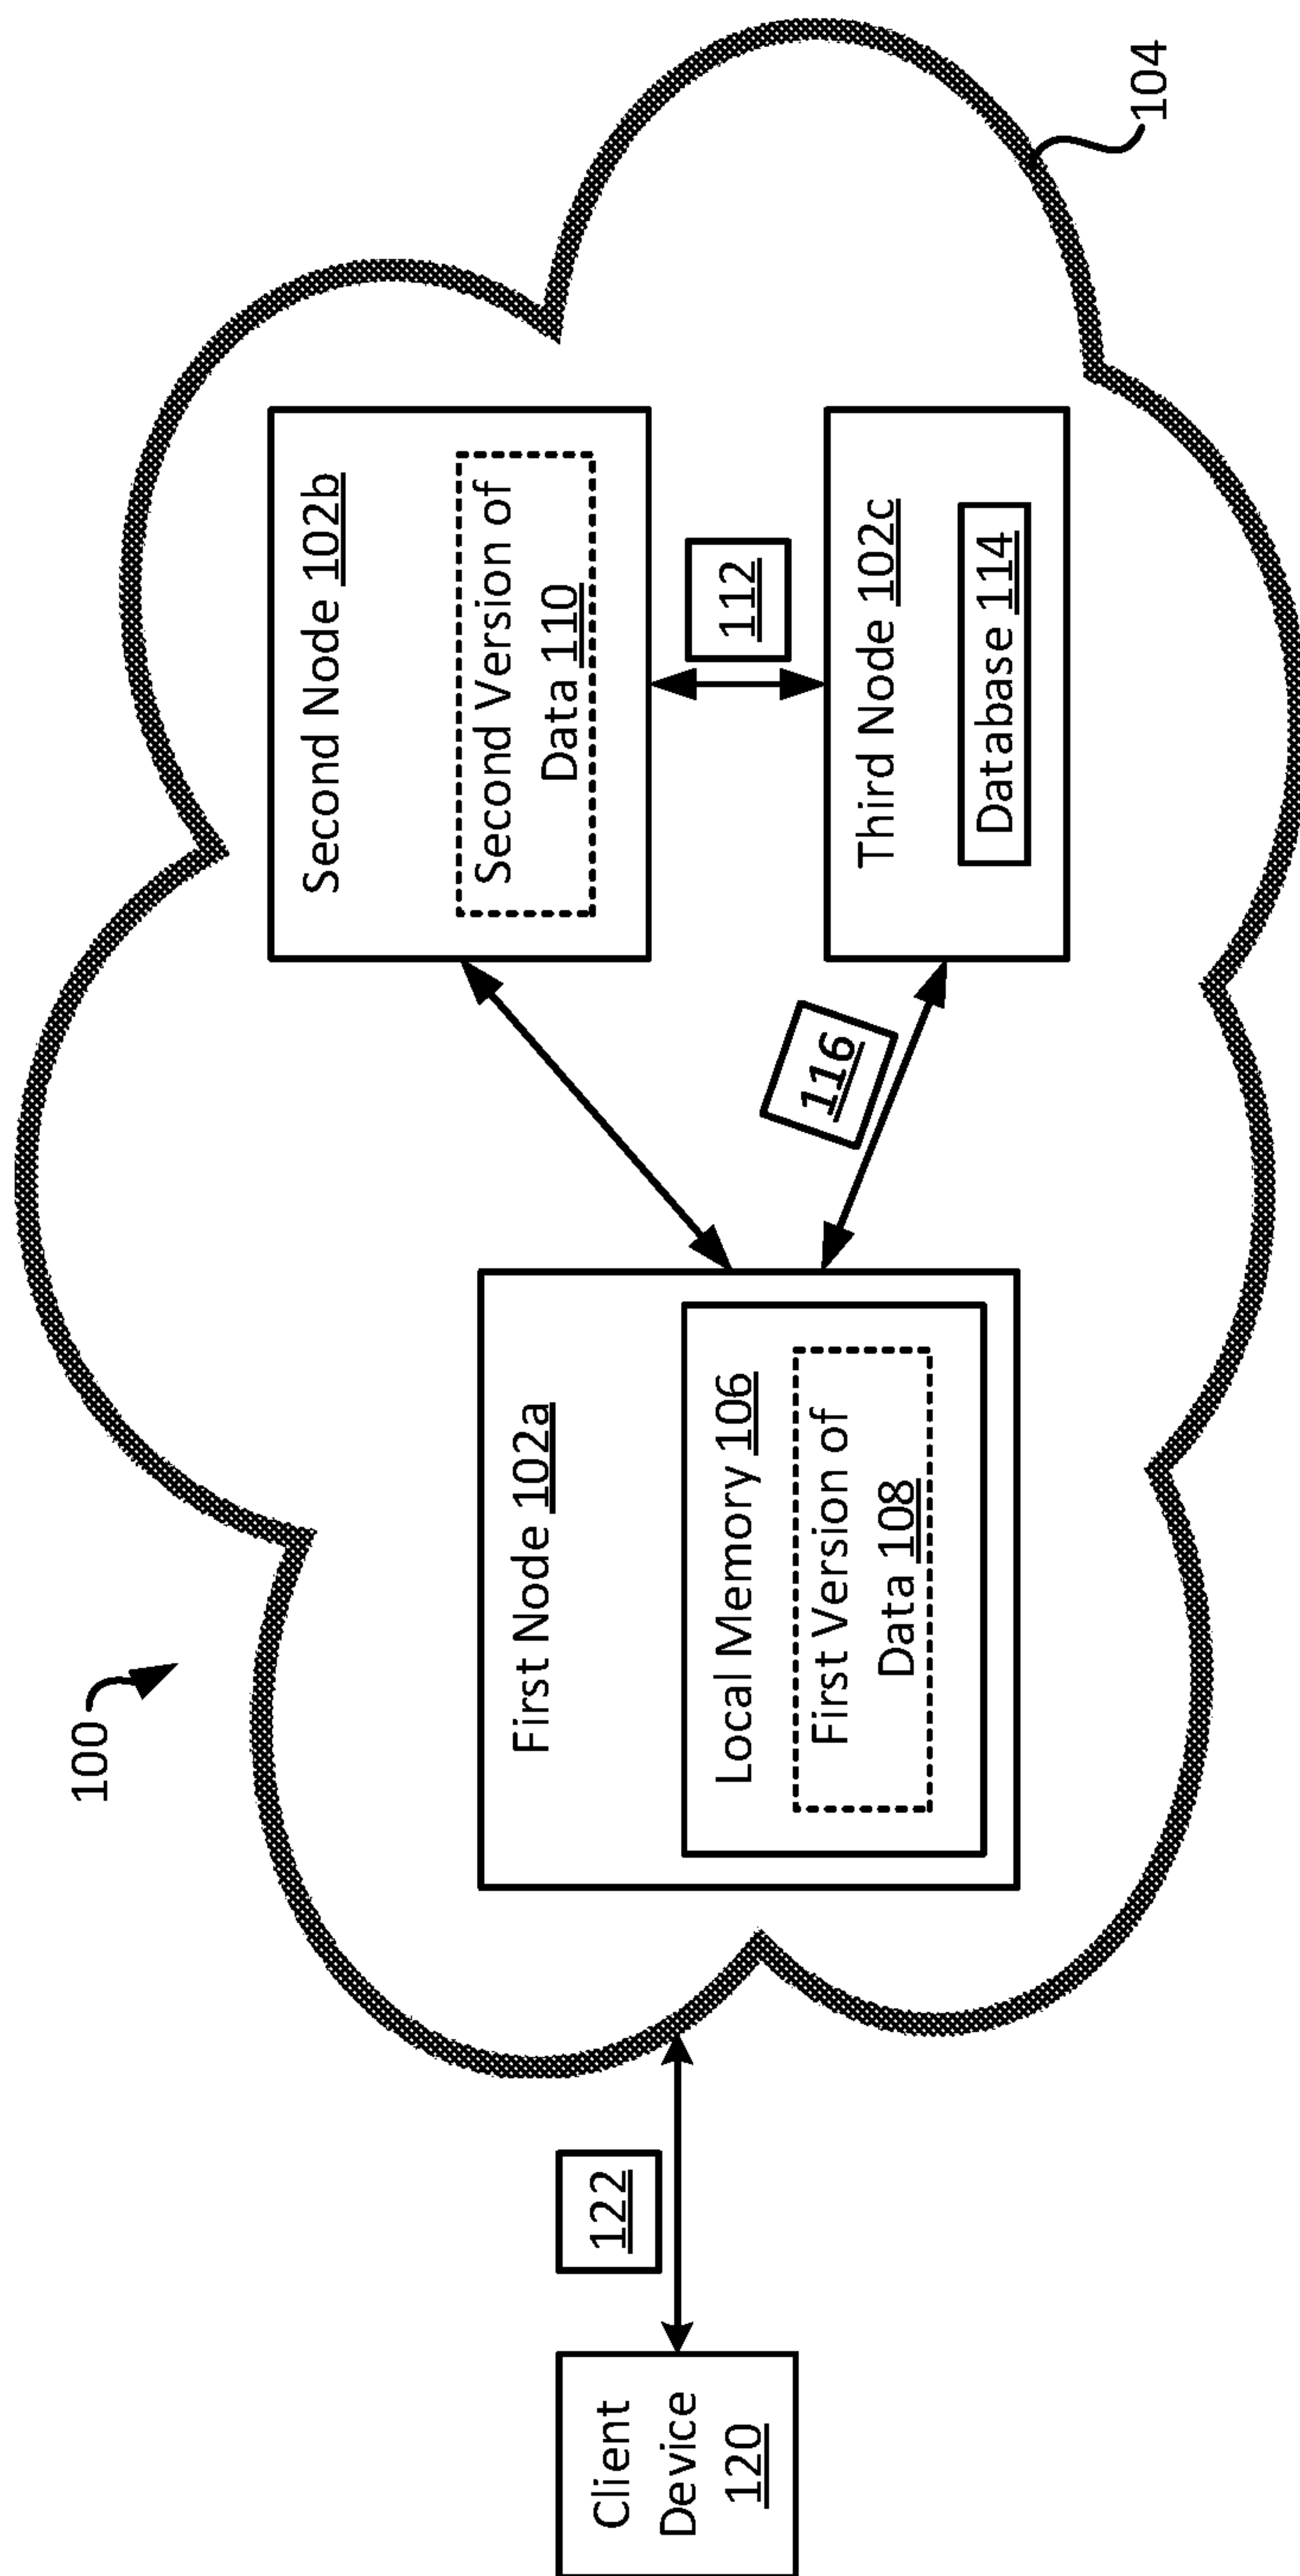 100
104
Client
Device
120
122
First Node 102a
Local Memory 106
First Version of
Data 108
Second Node 102b
Second Version of
Data 110
112
116
Third Node 102c
Database 114